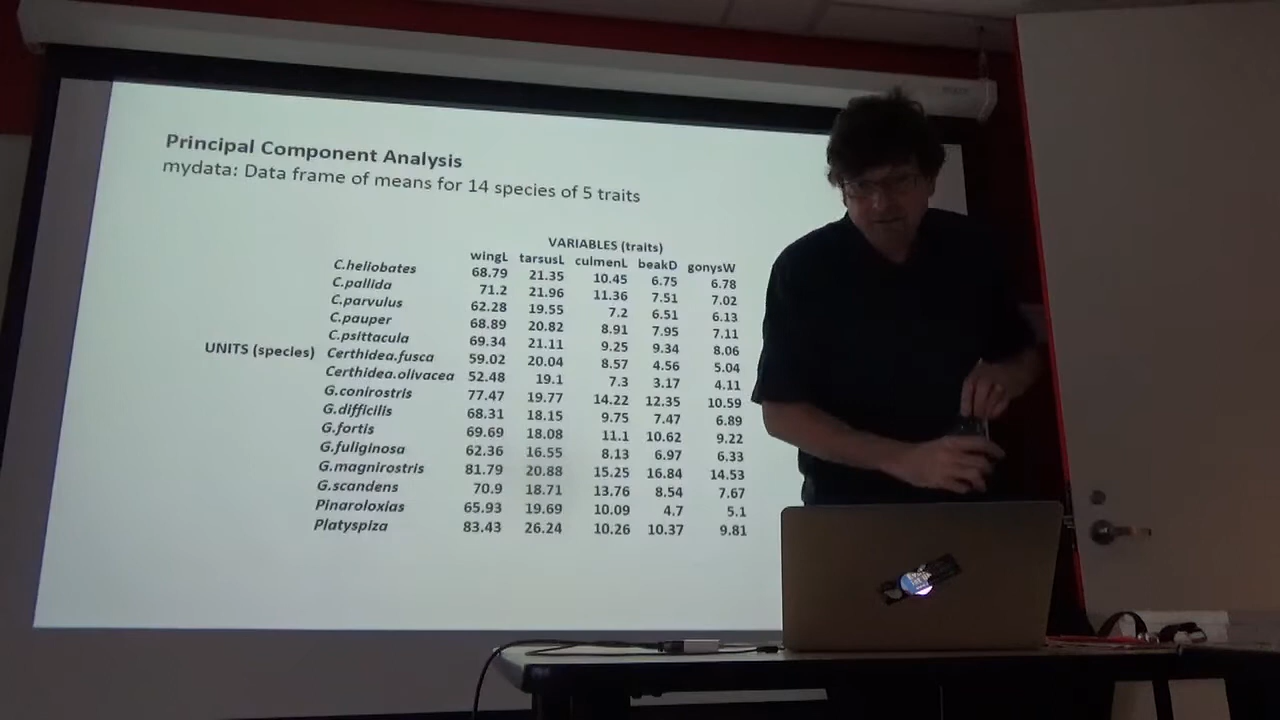 Principal Component Analysis
mydata: Data frame of means for 14 species of 5 traits
VARIABLES (traits)
wingL tarsusL culmenL beakD gonysW
C.heliobates 68.79 21.35 10.45 6.75 6.78
C.pallida 71.2 21.96 11.36 7.51 7.02
C.parvulus 62.28 19.55 7.2 6.51 6.13
C.pauper 68.89 20.82 8.91 7.95 7.11
C.psittacula 69.34 21.11 9.25 9.34 8.06
UNITS (species) Certhidea.fusca 59.02 20.04 8.57 4.56 5.04
Certhidea.olivacea 52.48 19.1 7.3 3.17 4.11
G.conirostris 77.47 19.77 14.22 12.35 10.59
G.difficilis 68.31 18.15 9.75 7.47 6.89
G.fortis 69.69 18.08 11.1 10.62 9.22
G.fuliginosa 62.36 16.55 8.13 6.97 6.33
G.magnirostris 81.79 20.88 15.25 16.84 14.53
G.scandens 70.9 18.71 13.76 8.54 7.67
Pinaroloxias 65.93 19.69 10.09 4.7 5.1
Platyspiza 83.43 26.24 10.26 10.37 9.81